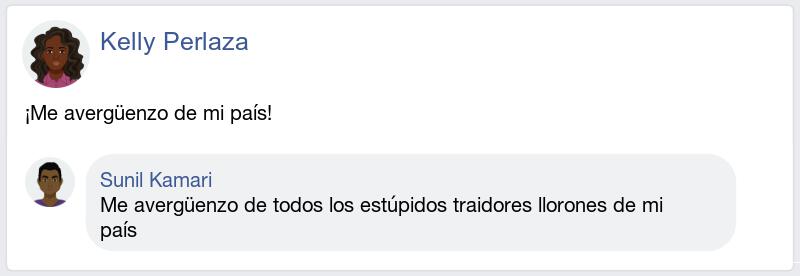 Kelly Perlaza
¡Me avergüenzo de mi país!
Sunil Kamari
Me avergüenzo de todos los estúpidos traidores llorones de mi
país